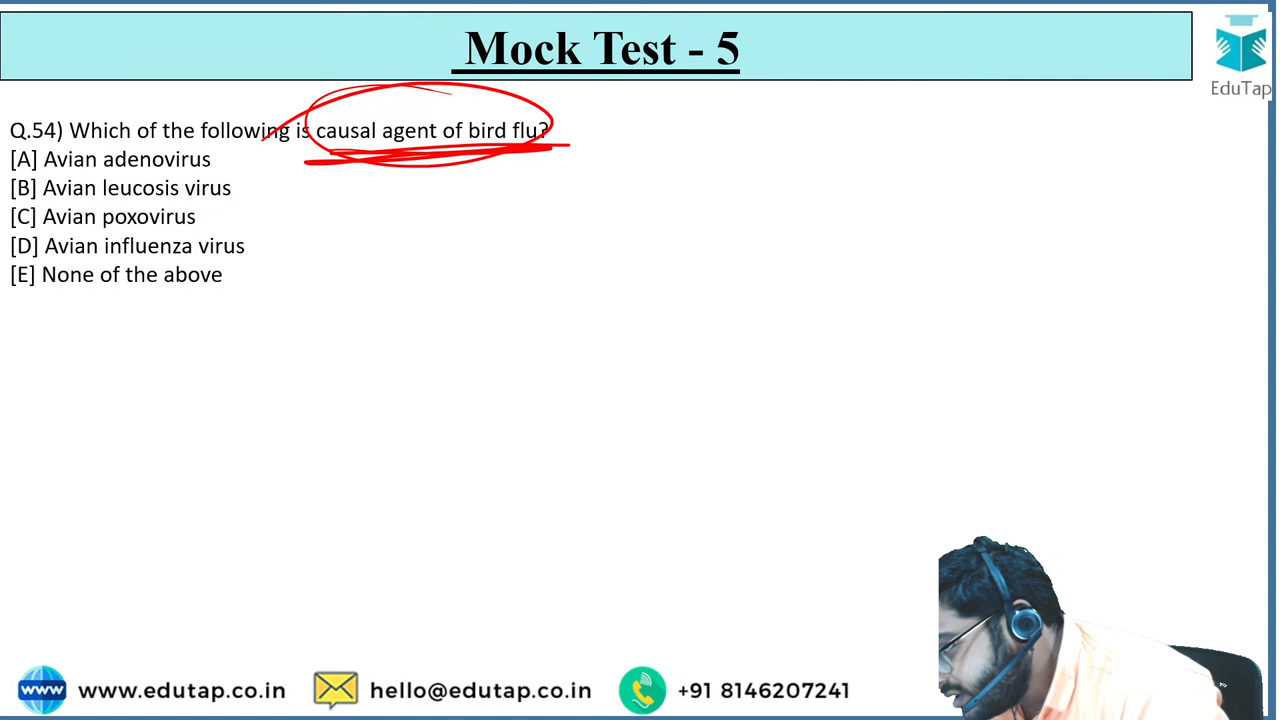 Mock Test - 5
EduTap
Q.54) Which of the following is causal agent of bird flu?
[A] Avian adenovirus
[B] Avian leucosis virus
[C] Avian poxovirus
[D] Avian influenza virus
[E] None of the above
www www.edutap.co.in hello@edutap.co.in +91 8146207241